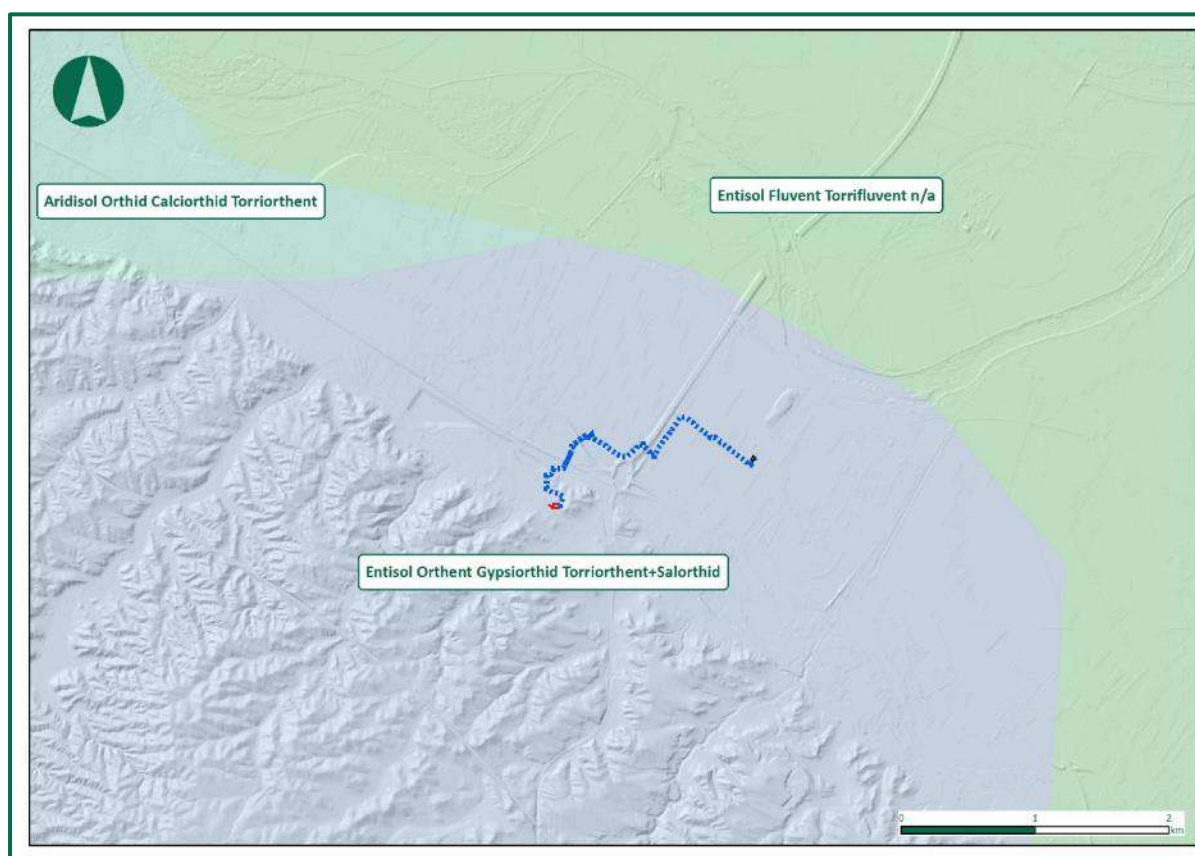 Aridisol Orthid Calciorthid Torriorthent
Entisol Fluvent Torrifluvent n/a
Entisol Orthent Gypsiorthid Torriorthent+Salorthid
0 1 2
km